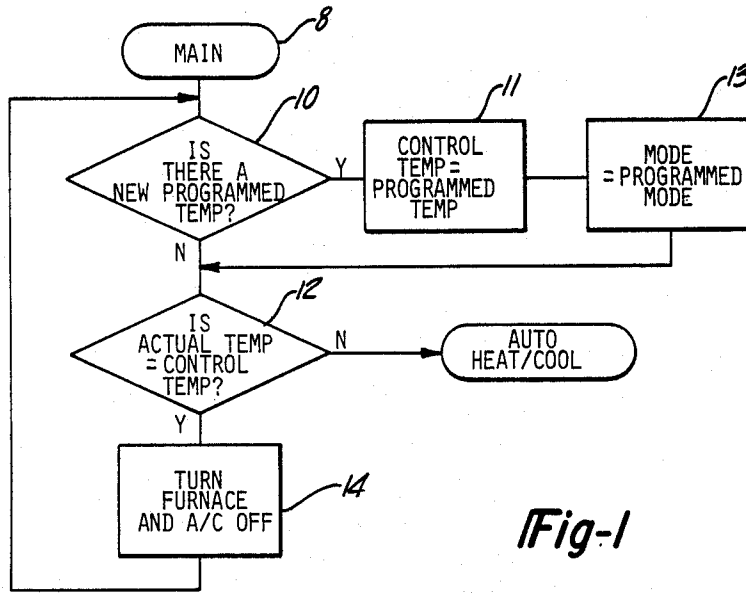 MAIN
8
10
IS
THERE A
NEW PROGRAMMED
TEMP?
Y
11
CONTROL
TEMP=
PROGRAMMED
TEMP
13
MODE
=PROGRAMMED
MODE
N
12
IS
ACTUAL TEMP
=CONTROL
TEMP?
N
AUTO
HEAT/COOL
Y
TURN
FURNACE
AND A/C OFF
14
Fig-1